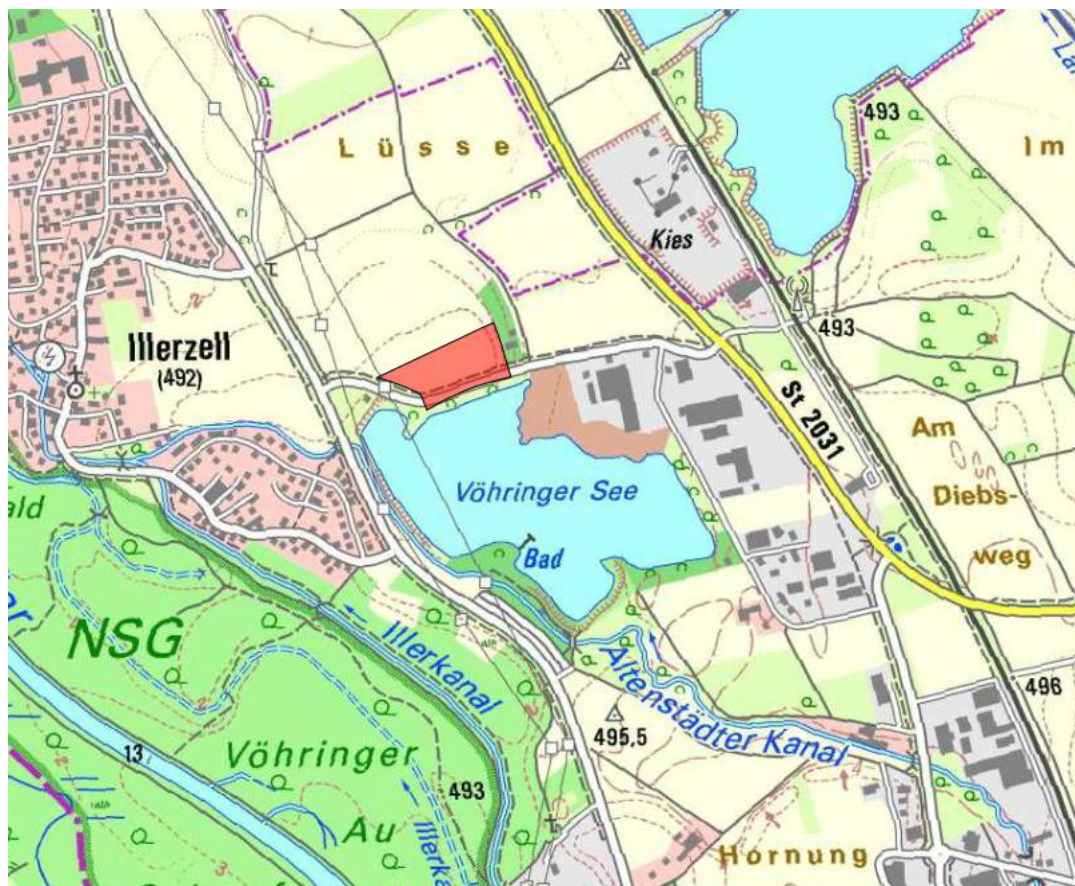 493
Lüsse
Im
Kies
493
Illerzell
(492)
St 2031
Am
Diebs-
weg
Vöhringer See
Bad
ald
NSG
Illerkanal
Altenstädter Kanal
496
495,5
13
Vöhringer
493
Au
Hornung